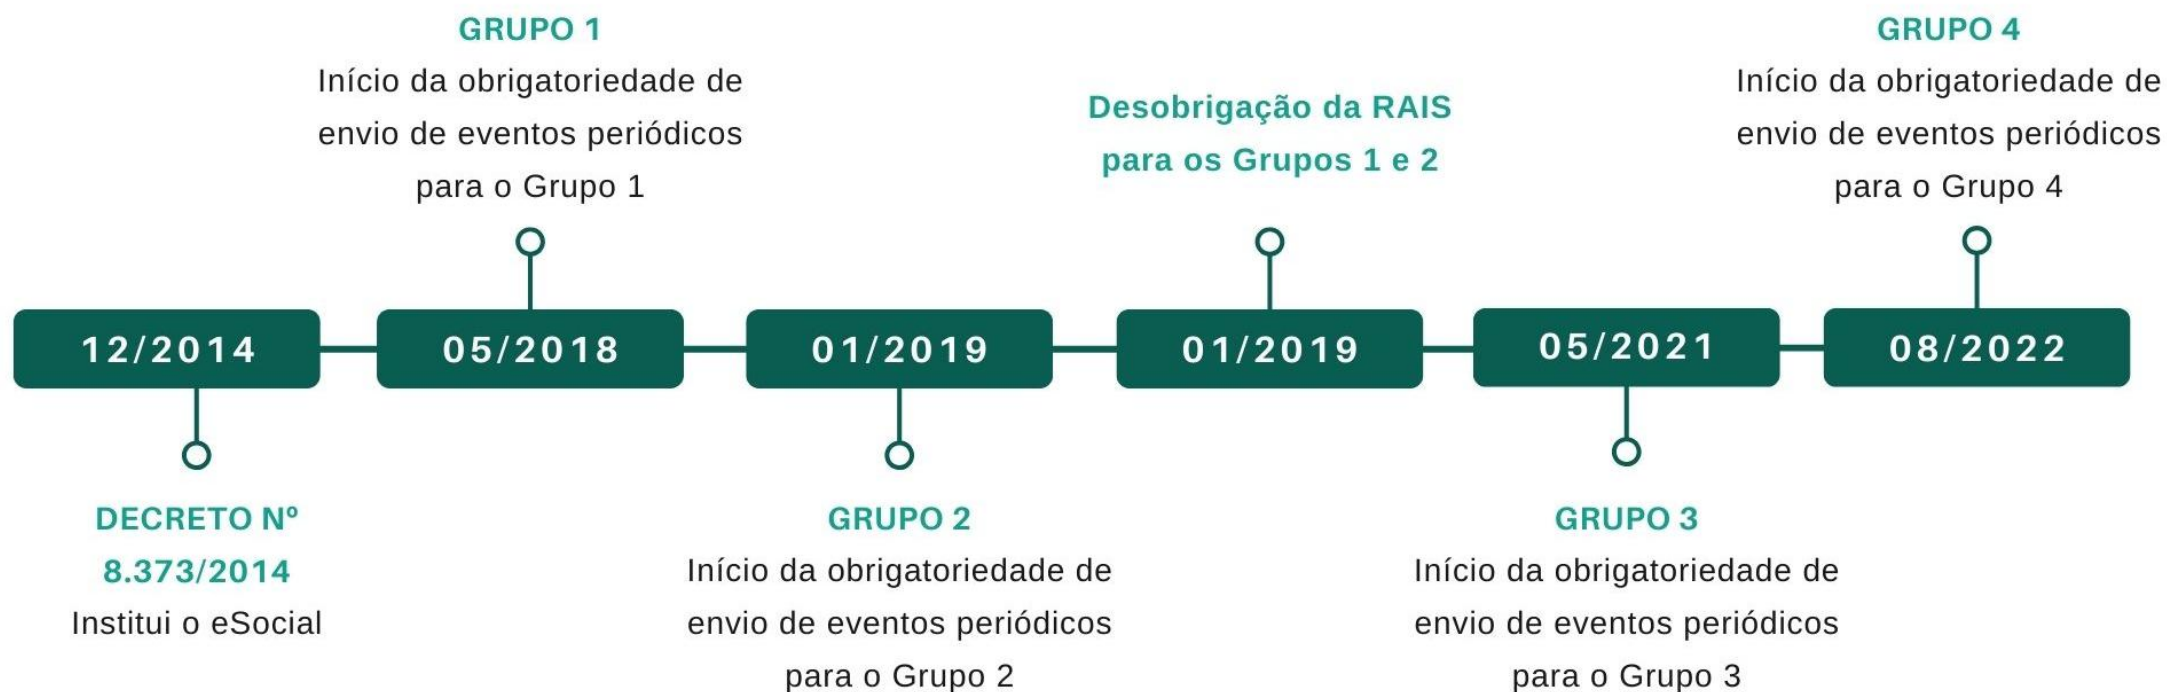 12/2014
DECRETO Nº
8.373/2014
Institui o eSocial
GRUPO 1
Início da obrigatoriedade de
envio de eventos periódicos
para o Grupo 1
05/2018
01/2019
GRUPO 2
Início da obrigatoriedade de
envio de eventos periódicos
para o Grupo 2
Desobrigação da RAIS
para os Grupos 1 e 2
01/2019
05/2021
GRUPO 3
Início da obrigatoriedade de
envio de eventos periódicos
para o Grupo 3
GRUPO 4
Início da obrigatoriedade de
envio de eventos periódicos
para o Grupo 4
08/2022